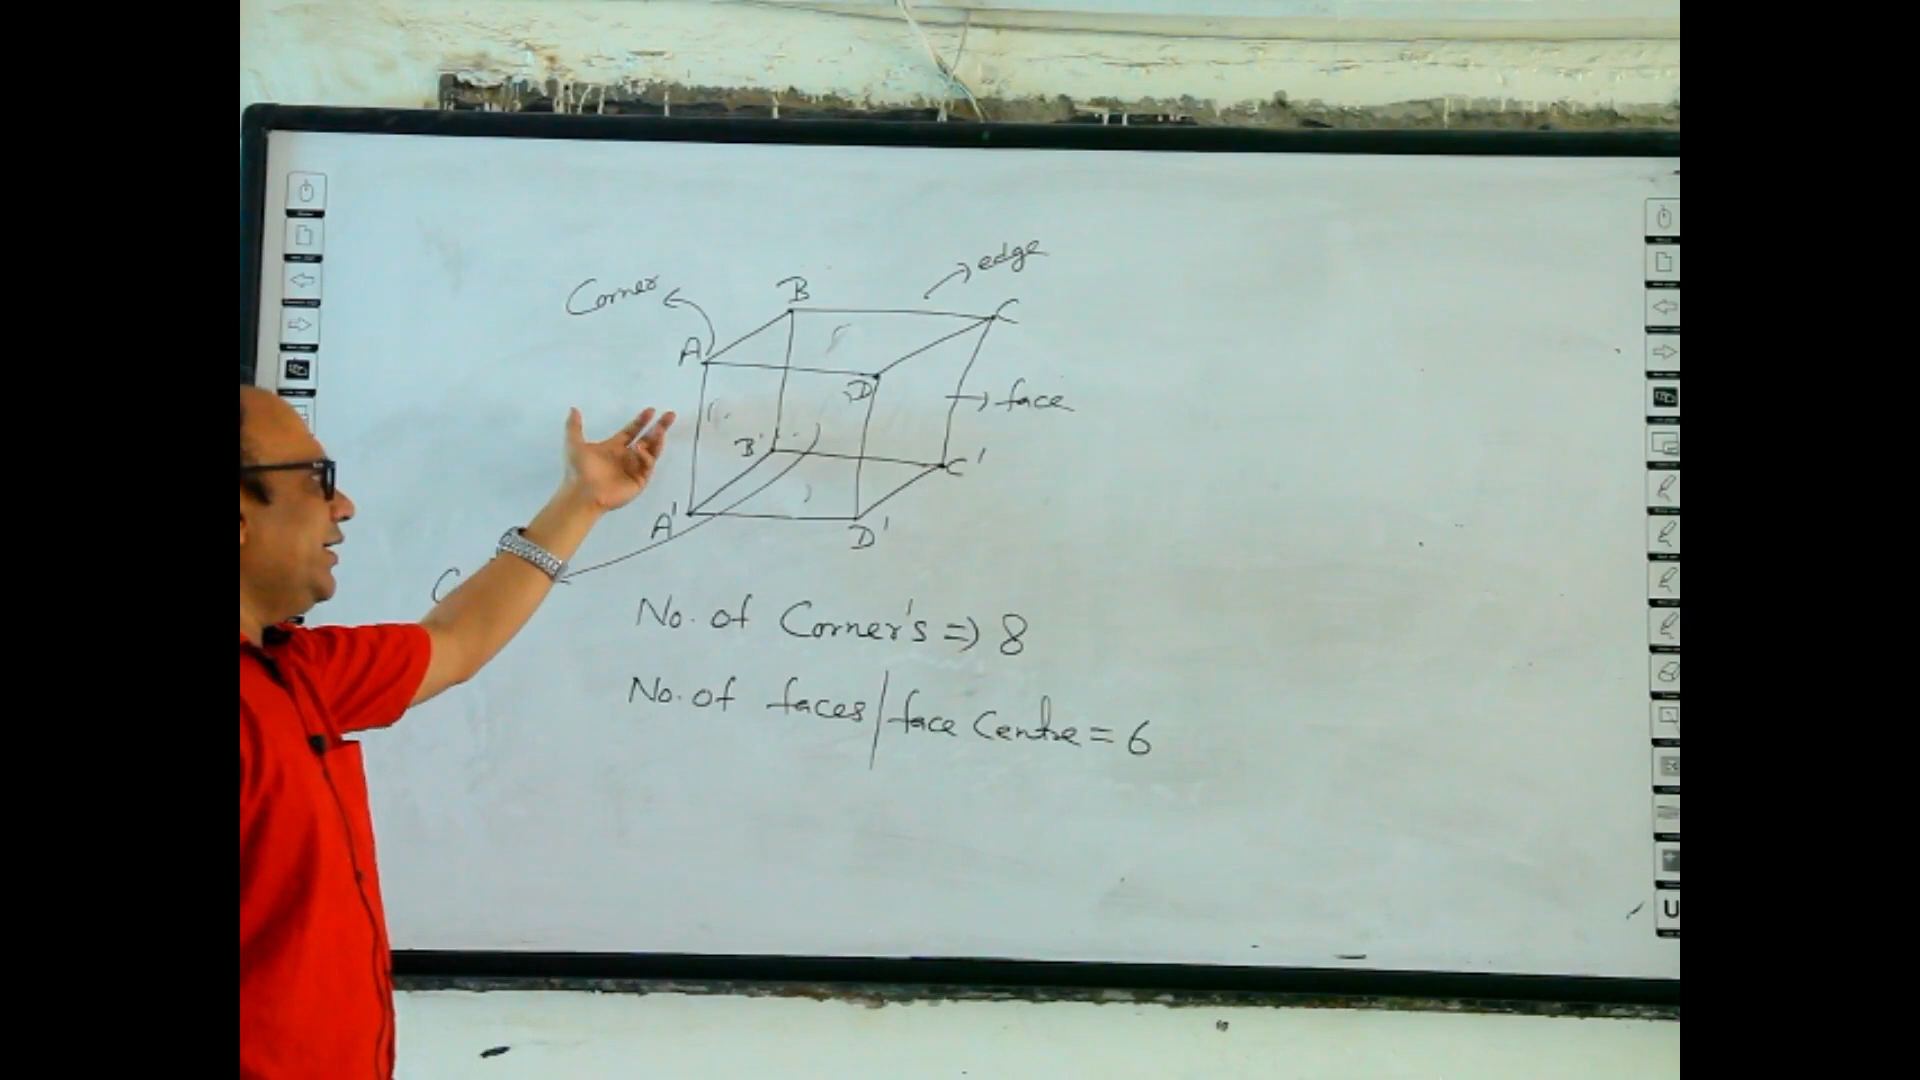 edge
Corner
B
C
A
D
face
B'
C'
A'
D'
C
No. of Corner's => 8
No. of faces | face Centre = 6
U